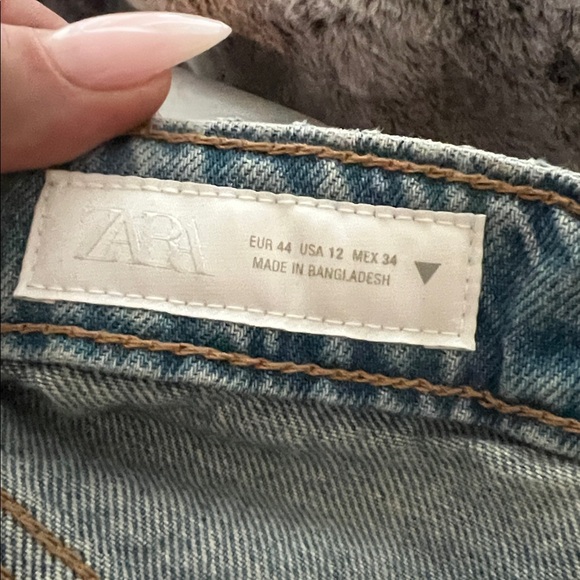 ZARA
EUR 44 USA 12 MEX 34
MADE IN BANGLADESH